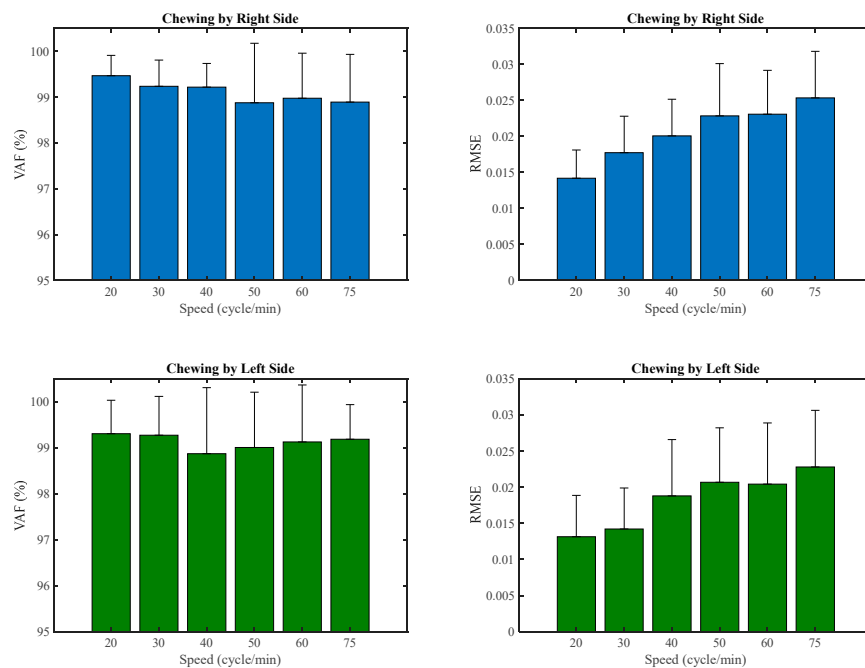 Chewing by Right Side
100
99
98
97
96
95
VAF (%)
20 30 40 50 60 75
Speed (cycle/min)
Chewing by Right Side
0.035
0.03
0.025
0.02
0.015
0.01
0.005
0
RMSE
20 30 40 50 60 75
Speed (cycle/min)
Chewing by Left Side
100
99
98
97
96
95
VAF (%)
20 30 40 50 60 75
Speed (cycle/min)
Chewing by Left Side
0.035
0.03
0.025
0.02
0.015
0.01
0.005
0
RMSE
20 30 40 50 60 75
Speed (cycle/min)